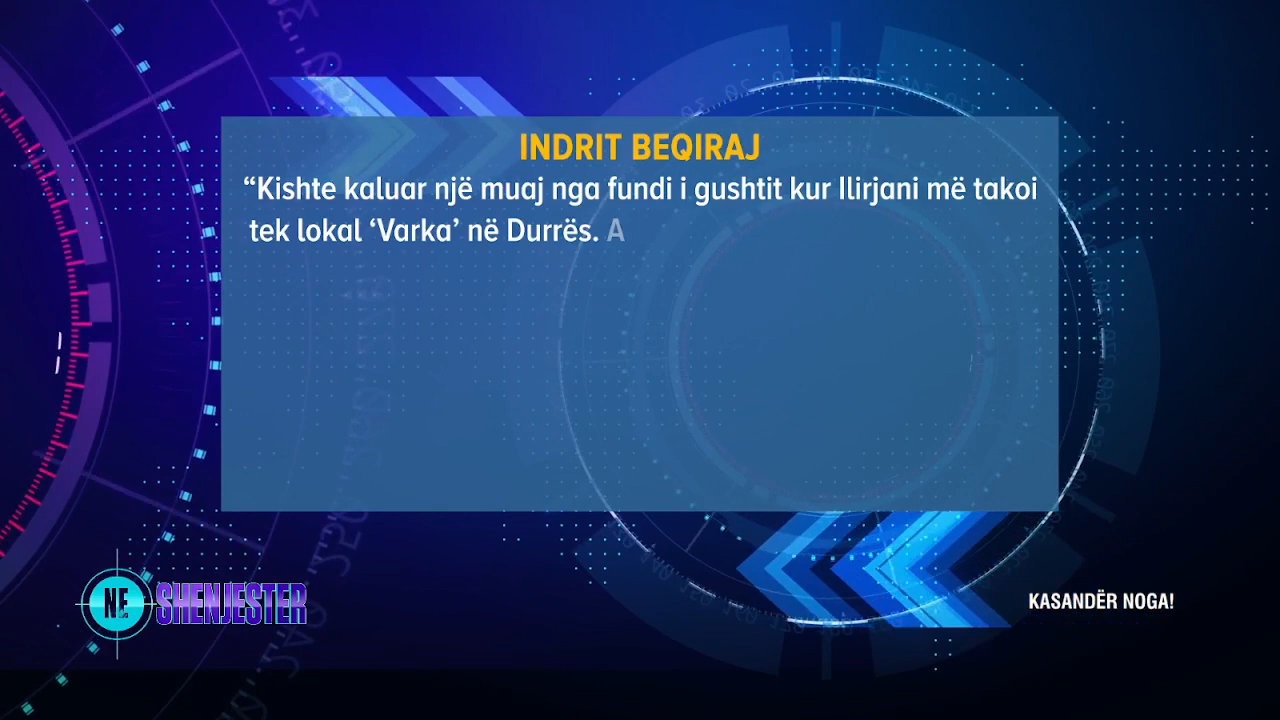 INDRIT BEQIRAJ
“Kishte kaluar një muaj nga fundi i gushtit kur Ilirjani më takoi
tek lokal ‘Varka’ në Durrës. A
NË
SHENJESTER
KASANDËR NOGA!